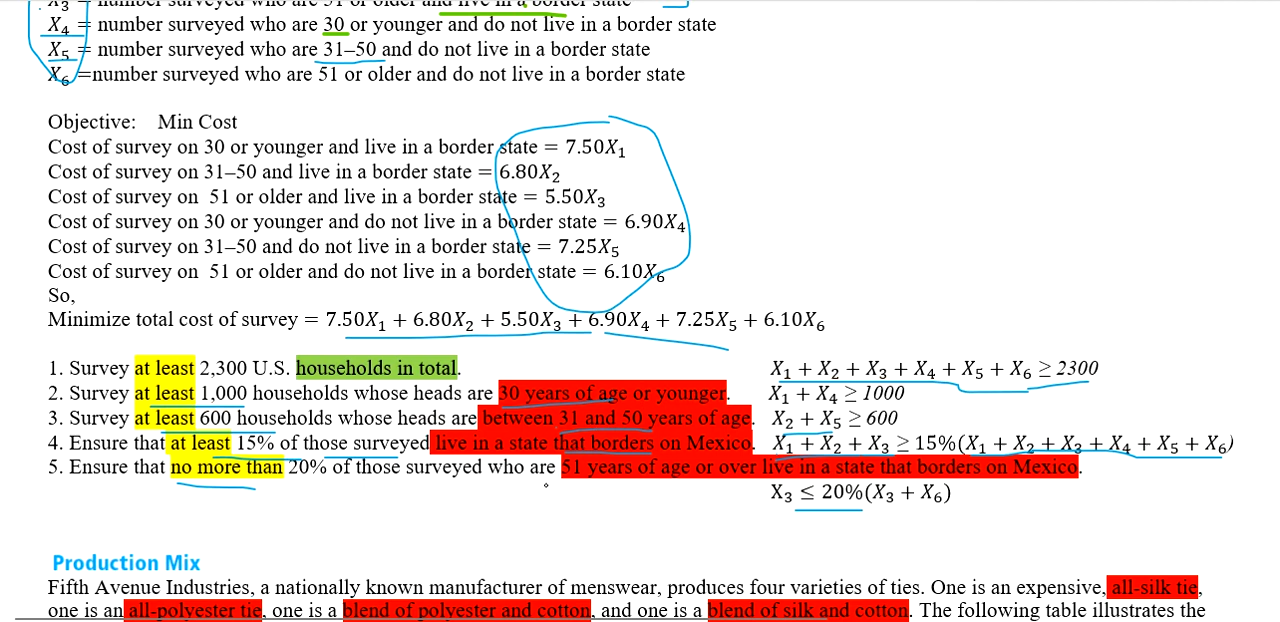 X₃ = number surveyed who are 51 or older and live in a border state
X₄ = number surveyed who are 30 or younger and do not live in a border state
X₅ = number surveyed who are 31–50 and do not live in a border state
X₆ =number surveyed who are 51 or older and do not live in a border state
Objective: Min Cost
Cost of survey on 30 or younger and live in a border state = 7.50X₁
Cost of survey on 31–50 and live in a border state = 6.80X₂
Cost of survey on 51 or older and live in a border state = 5.50X₃
Cost of survey on 30 or younger and do not live in a border state = 6.90X₄
Cost of survey on 31–50 and do not live in a border state = 7.25X₅
Cost of survey on 51 or older and do not live in a border state = 6.10X₆
So,
Minimize total cost of survey = 7.50X₁ + 6.80X₂ + 5.50X₃ + 6.90X₄ + 7.25X₅ + 6.10X₆
1. Survey at least 2,300 U.S. households in total. X₁ + X₂ + X₃ + X₄ + X₅ + X₆ ≥ 2300
2. Survey at least 1,000 households whose heads are 30 years of age or younger. X₁ + X₄ ≥ 1000
3. Survey at least 600 households whose heads are between 31 and 50 years of age. X₂ + X₅ ≥ 600
4. Ensure that at least 15% of those surveyed live in a state that borders on Mexico. X₁ + X₂ + X₃ ≥ 15%(X₁ + X₂ + X₃ + X₄ + X₅ + X₆)
5. Ensure that no more than 20% of those surveyed who are 51 years of age or over live in a state that borders on Mexico.
X₃ ≤ 20%(X₃ + X₆)
Production Mix
Fifth Avenue Industries, a nationally known manufacturer of menswear, produces four varieties of ties. One is an expensive, all-silk tie,
one is an all-polyester tie, one is a blend of polyester and cotton, and one is a blend of silk and cotton. The following table illustrates the